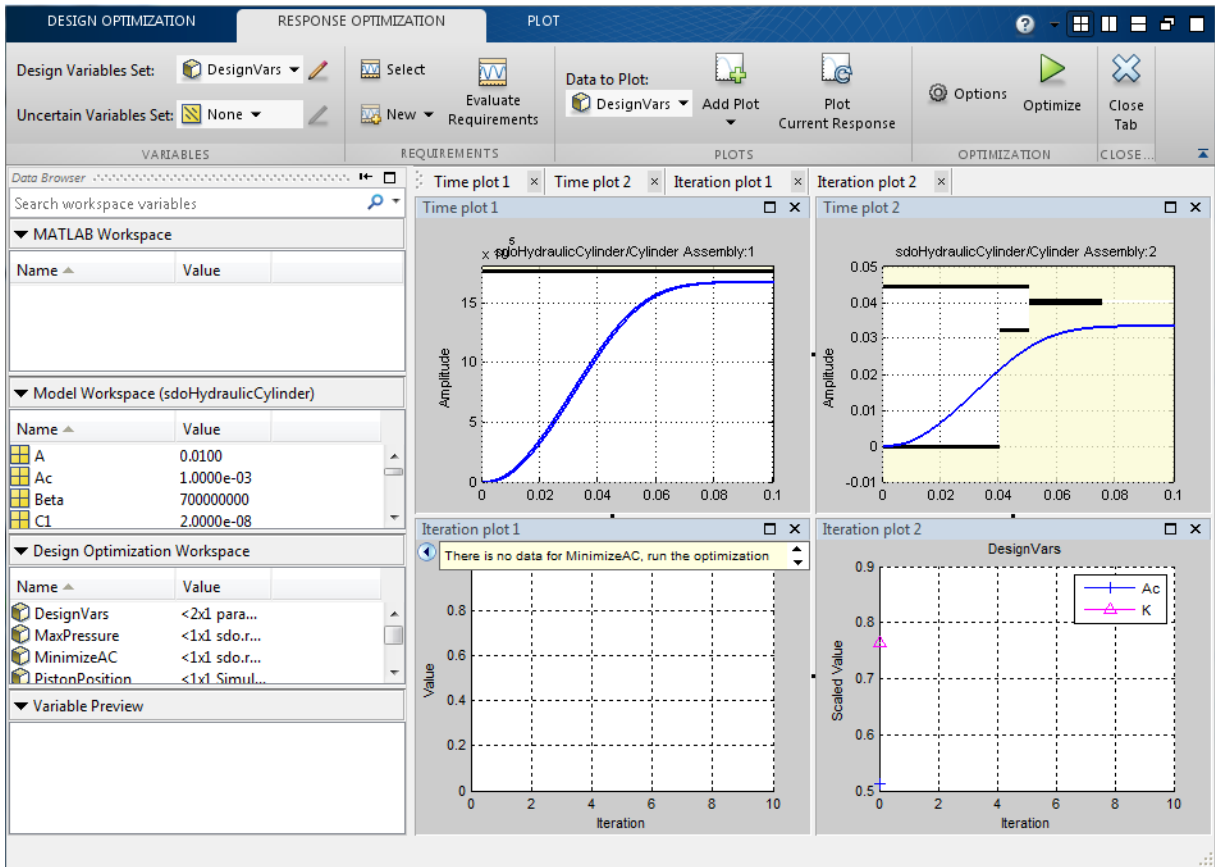 DESIGN OPTIMIZATION RESPONSE OPTIMIZATION PLOT
Design Variables Set: DesignVars
Uncertain Variables Set: None
VARIABLES
Select
New
Evaluate
Requirements
REQUIREMENTS
Data to Plot:
DesignVars
Add Plot
Plot
Current Response
PLOTS
Options
Optimize
OPTIMIZATION
Close
Tab
CLOSE...
Data Browser
Search workspace variables
MATLAB Workspace
Name Value
Model Workspace (sdoHydraulicCylinder)
Name Value
A 0.0100
Ac 1.0000e-03
Beta 700000000
C1 2.0000e-08
Design Optimization Workspace
Name Value
DesignVars <2x1 para...
MaxPressure <1x1 sdo.r...
MinimizeAC <1x1 sdo.r...
PistonPosition <1x1 Simul...
Variable Preview
Time plot 1 × Time plot 2 × Iteration plot 1 × Iteration plot 2 ×
Time plot 1
x 10
5
sdoHydraulicCylinder/Cylinder Assembly:1
15
10
5
0
Amplitude
0 0.02 0.04 0.06 0.08 0.1
Time plot 2
sdoHydraulicCylinder/Cylinder Assembly:2
0.05
0.04
0.03
0.02
0.01
0
-0.01
Amplitude
0 0.02 0.04 0.06 0.08 0.1
Iteration plot 1
There is no data for MinimizeAC, run the optimization
0.8
0.6
0.4
0.2
0
Value
0 2 4 6 8 10
Iteration
Iteration plot 2
DesignVars
0.9
0.8
0.7
0.6
0.5
Scaled Value
Ac
K
0 2 4 6 8 10
Iteration